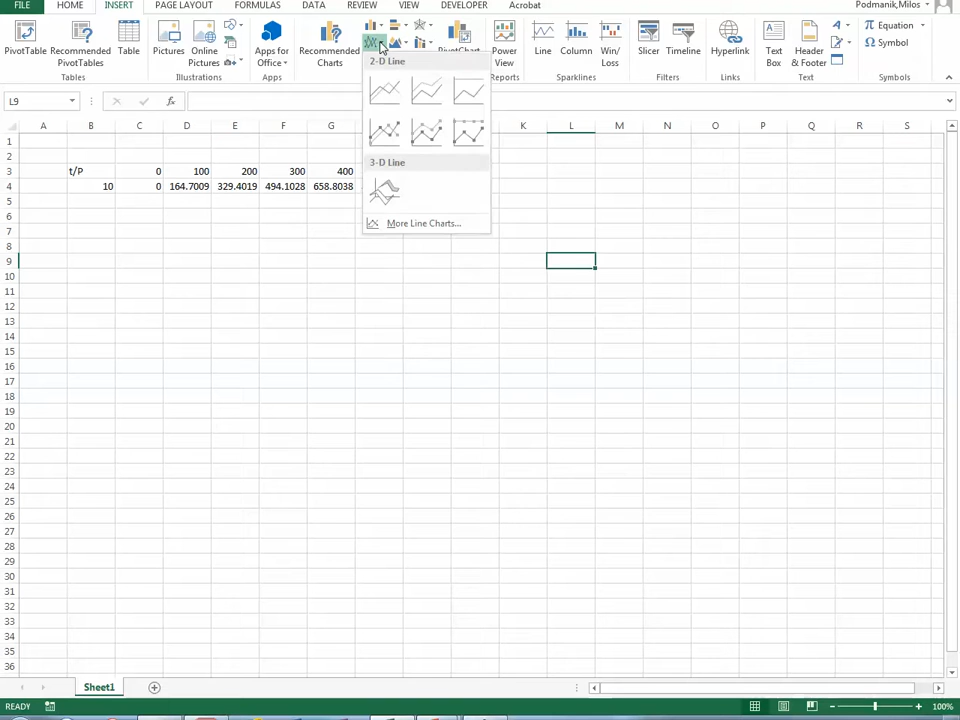 FILE HOME INSERT PAGE LAYOUT FORMULAS DATA REVIEW VIEW DEVELOPER Acrobat Podmanik,Milos
PivotTable Recommended PivotTables Table Pictures Online Pictures Apps for Office Recommended Charts Power View Line Column Win/Loss Slicer Timeline Hyperlink Text Box Header & Footer Equation Symbol
Tables Illustrations Apps Reports Sparklines Filters Links Text Symbols
2-D Line
3-D Line
More Line Charts...
L9
A B C D E F G K L M N O P Q R S
1
2
3 t/P 0 100 200 300 400
4 10 0 164.7009 329.4019 494.1028 658.8038
5
6
7
8
9
10
11
12
13
14
15
16
17
18
19
20
21
22
23
24
25
26
27
28
29
30
31
32
33
34
35
36
Sheet1
READY 100%